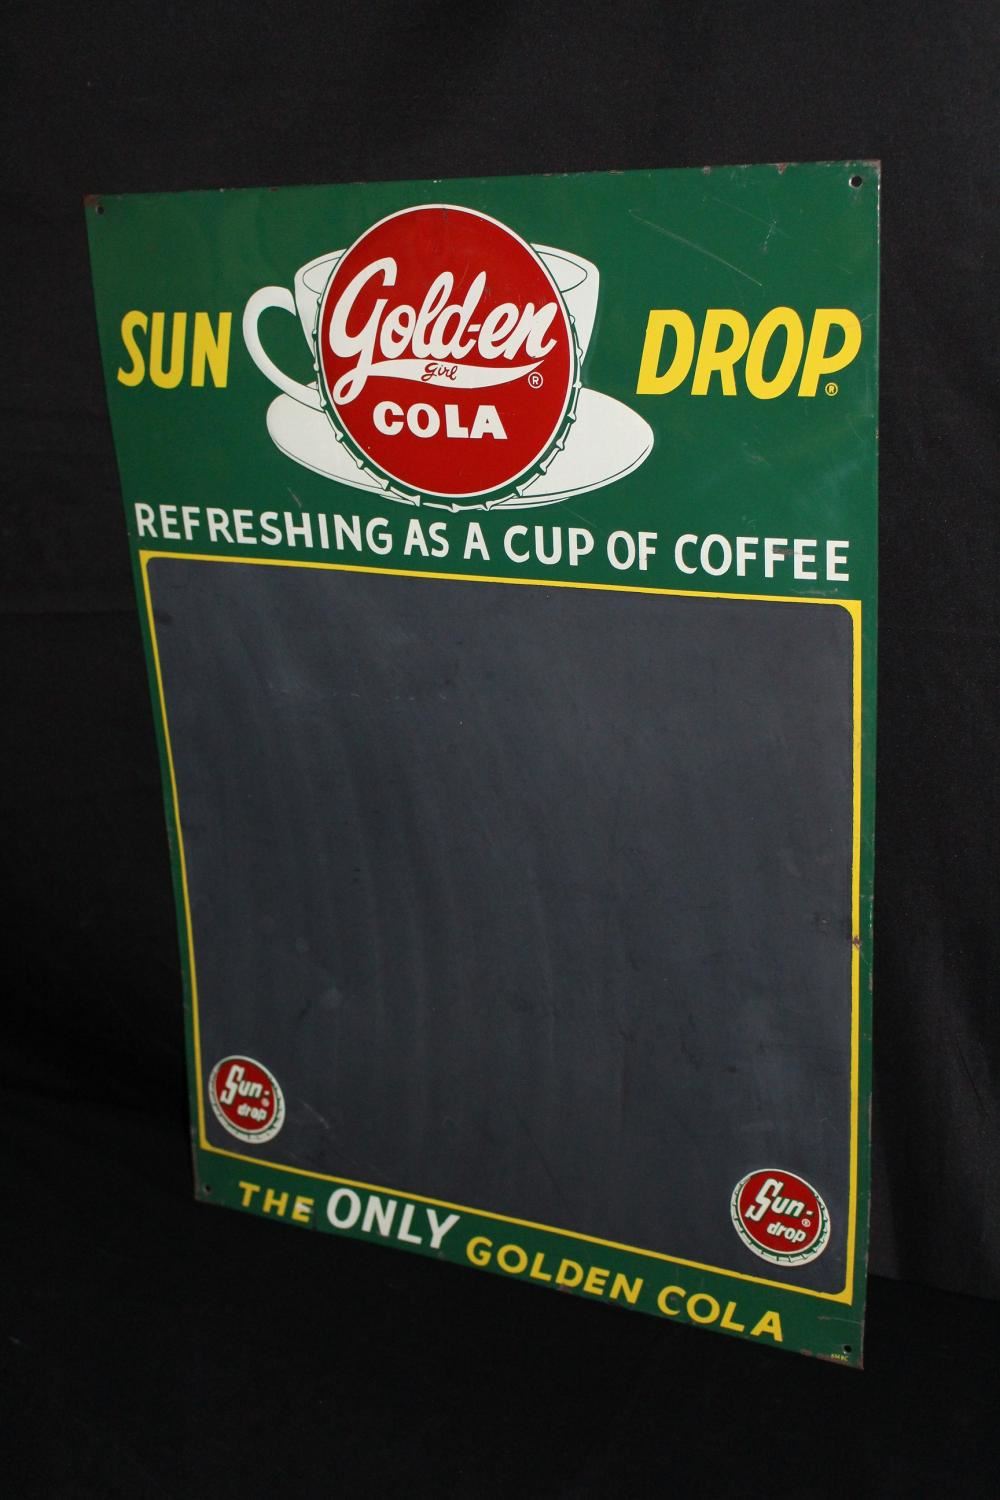 SUN DROP®
Gold-en
Girl ®
COLA
REFRESHING AS A CUP OF COFFEE
Sun-
drop
Sun-
®
drop
THE ONLY GOLDEN COLA